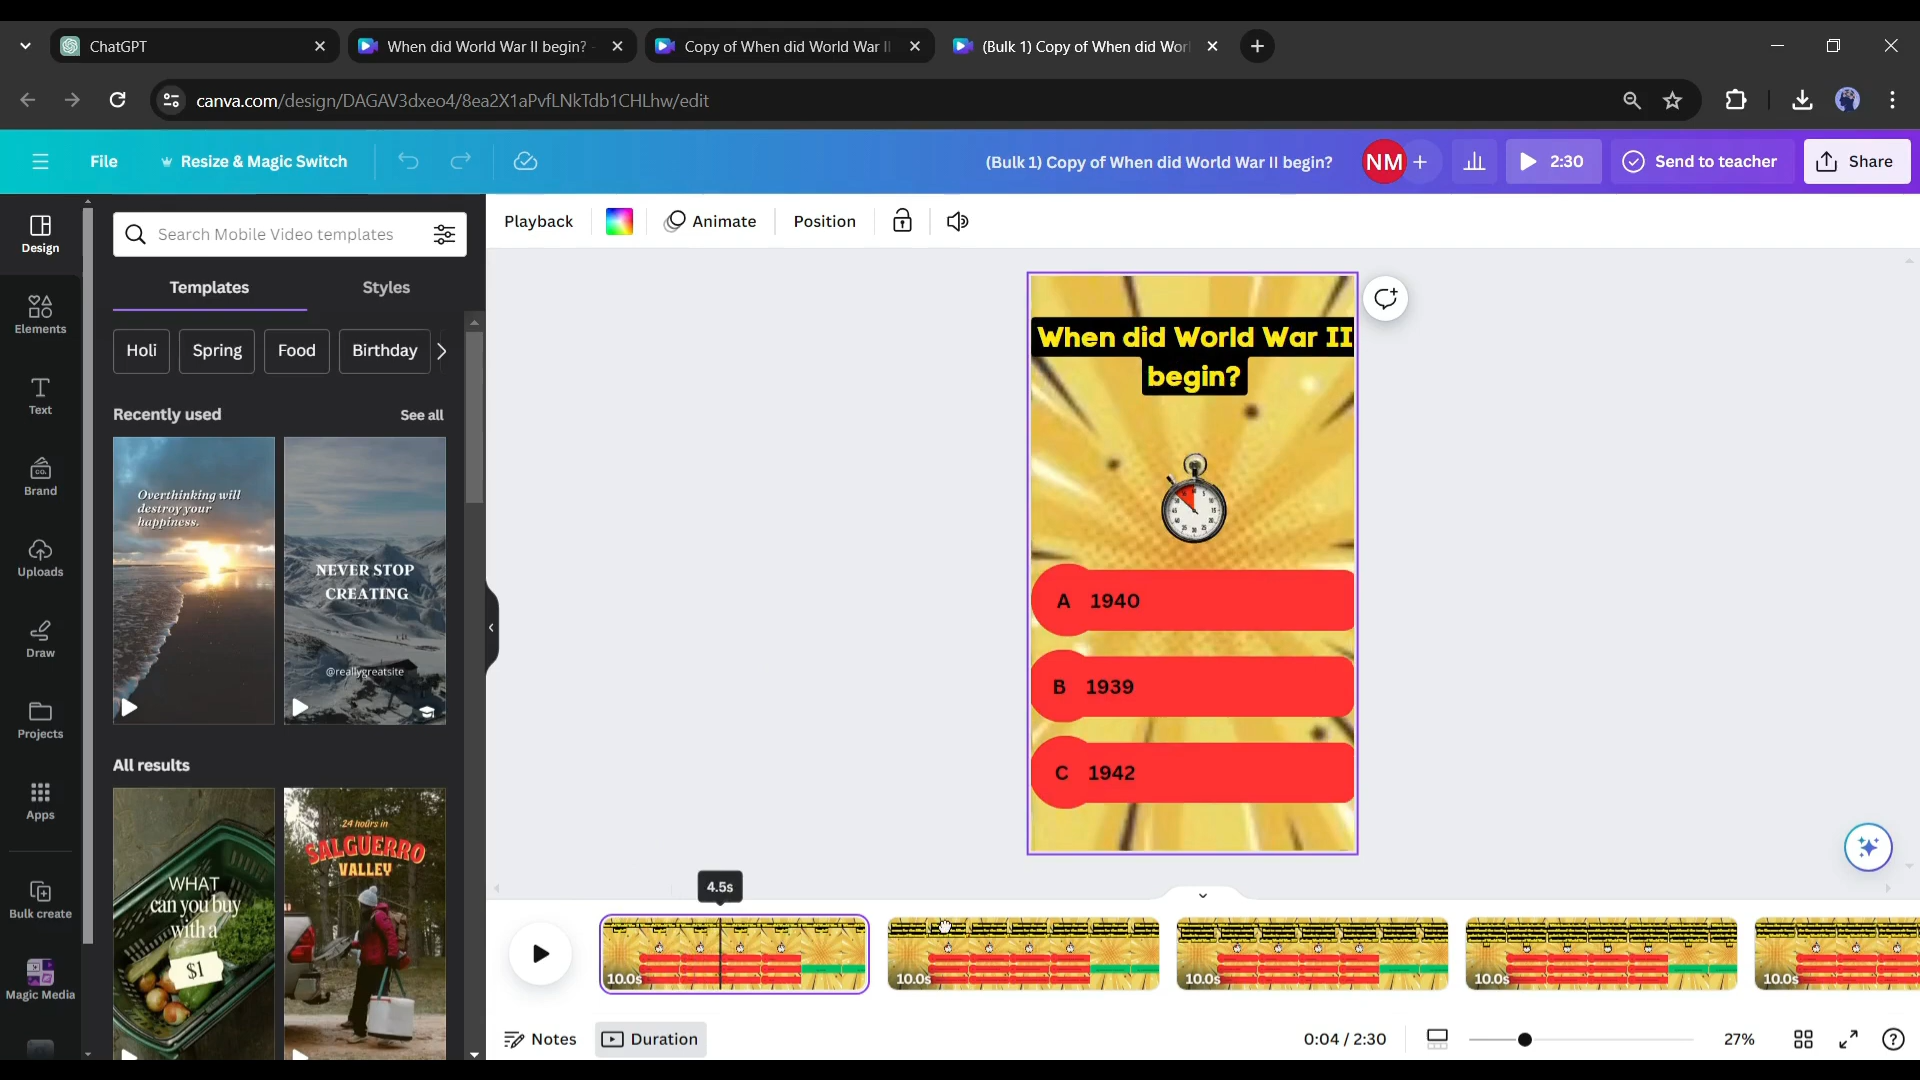 ChatGPT
When did World War II begin? -
Copy of When did World War II
(Bulk 1) Copy of When did Worl
canva.com/design/DAGAV3dxeo4/8ea2X1aPvfLNkTdb1CHLhw/edit
File
Resize & Magic Switch
(Bulk 1) Copy of When did World War II begin?
NM
+
2:30
Send to teacher
Share
Design
Elements
Text
Brand
Uploads
Draw
Projects
Apps
Bulk create
Magic Media
Search Mobile Video templates
Templates
Styles
Holi
Spring
Food
Birthday
Recently used
See all
Overthinking will
destroy your
happiness.
NEVER STOP
CREATING
@reallygreatsite
All results
WHAT
can you buy
with a
$1
24 hours in
SALGUERRO
VALLEY
Playback
Animate
Position
When did World War II
begin?
A 1940
B 1939
C 1942
4.5s
10.0s
10.0s
10.0s
10.0s
10.0s
Notes
Duration
0:04 / 2:30
27%